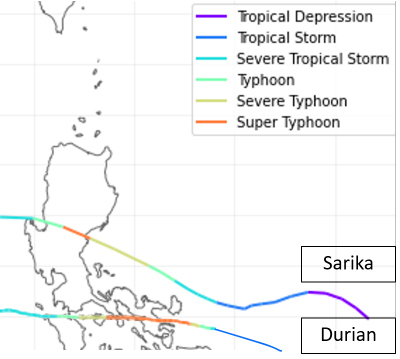 Tropical Depression
Tropical Storm
Severe Tropical Storm
Typhoon
Severe Typhoon
Super Typhoon
Sarika
Durian